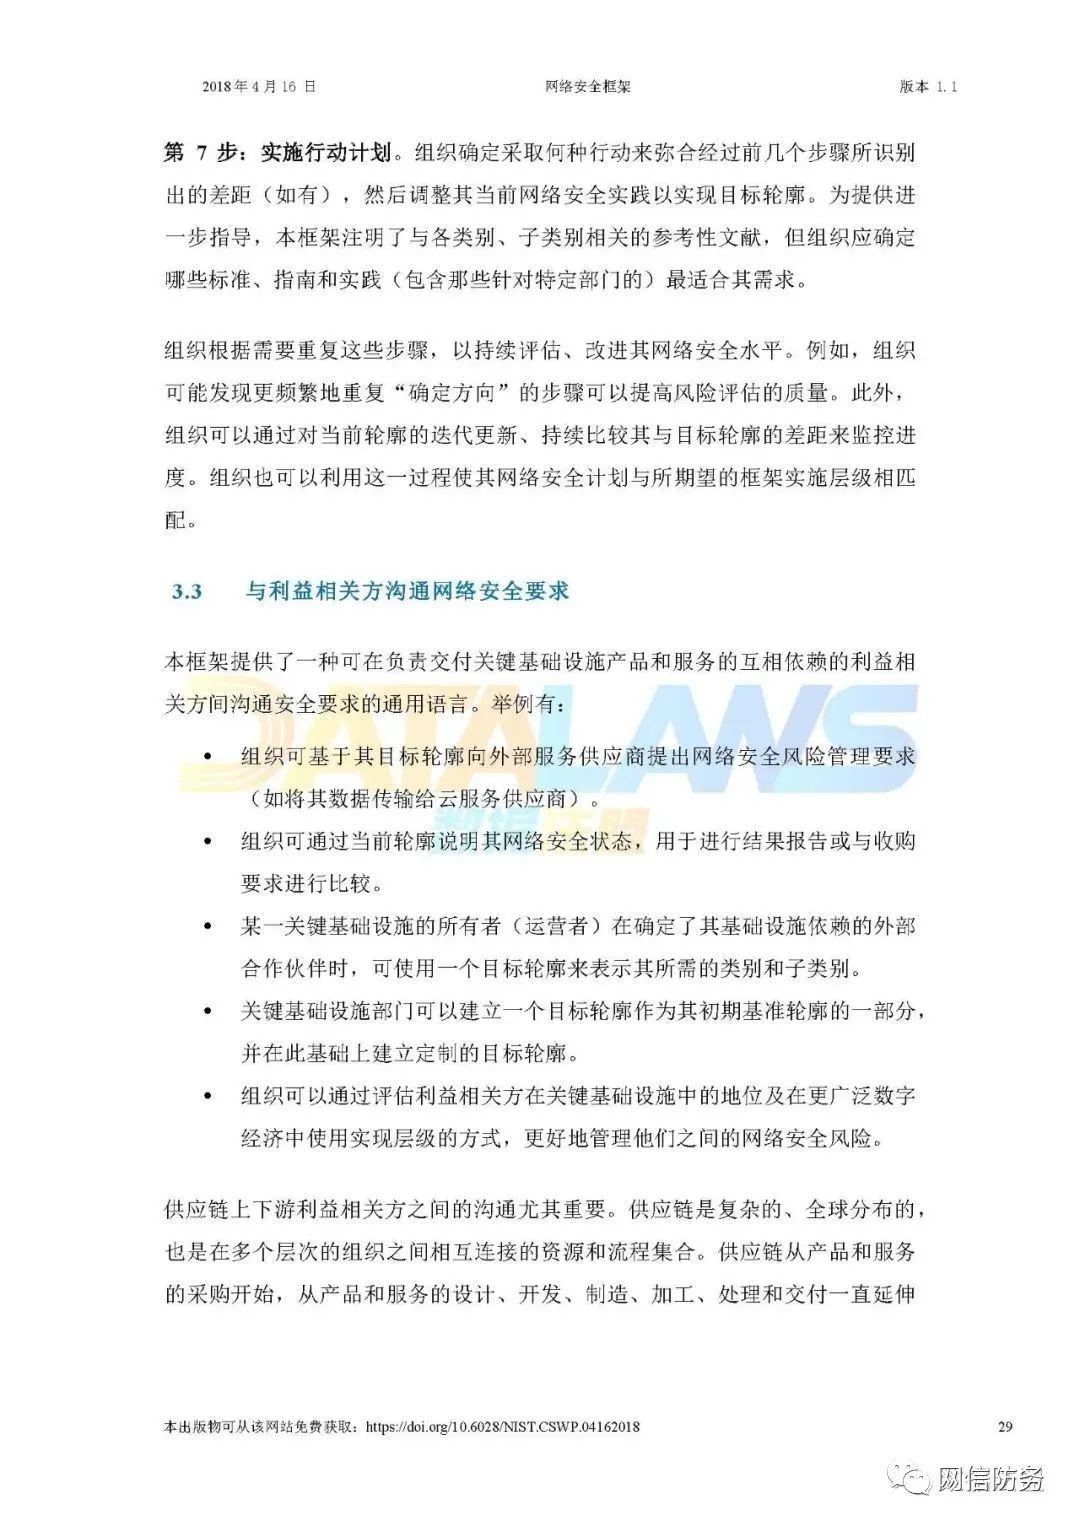 2018年4月16日 网络安全框架 版本 1.1
第 7 步：实施行动计划。组织确定采取何种行动来弥合经过前几个步骤所识别
出的差距（如有），然后调整其当前网络安全实践以实现目标轮廓。为提供进
一步指导，本框架注明了与各类别、子类别相关的参考性文献，但组织应确定
哪些标准、指南和实践（包含那些针对特定部门的）最适合其需求。
组织根据需要重复这些步骤，以持续评估、改进其网络安全水平。例如，组织
可能发现更频繁地重复“确定方向”的步骤可以提高风险评估的质量。此外，
组织可以通过对当前轮廓的迭代更新、持续比较其与目标轮廓的差距来监控进
度。组织也可以利用这一过程使其网络安全计划与所期望的框架实施层级相匹
配。
3.3 与利益相关方沟通网络安全要求
本框架提供了一种可在负责交付关键基础设施产品和服务的互相依赖的利益相
关方间沟通安全要求的通用语言。举例有：
• 组织可基于其目标轮廓向外部服务供应商提出网络安全风险管理要求
（如将其数据传输给云服务供应商）。
• 组织可通过当前轮廓说明其网络安全状态，用于进行结果报告或与收购
要求进行比较。
• 某一关键基础设施的所有者（运营者）在确定了其基础设施依赖的外部
合作伙伴时，可使用一个目标轮廓来表示其所需的类别和子类别。
• 关键基础设施部门可以建立一个目标轮廓作为其初期基准轮廓的一部分，
并在此基础上建立定制的目标轮廓。
• 组织可以通过评估利益相关方在关键基础设施中的地位及在更广泛数字
经济中使用实现层级的方式，更好地管理他们之间的网络安全风险。
供应链上下游利益相关方之间的沟通尤其重要。供应链是复杂的、全球分布的，
也是在多个层次的组织之间相互连接的资源和流程集合。供应链从产品和服务
的采购开始，从产品和服务的设计、开发、制造、加工、处理和交付一直延伸
DATALAWS
数据法盟
本出版物可从该网站免费获取：https://doi.org/10.6028/NIST.CSWP.04162018 29
网信防务